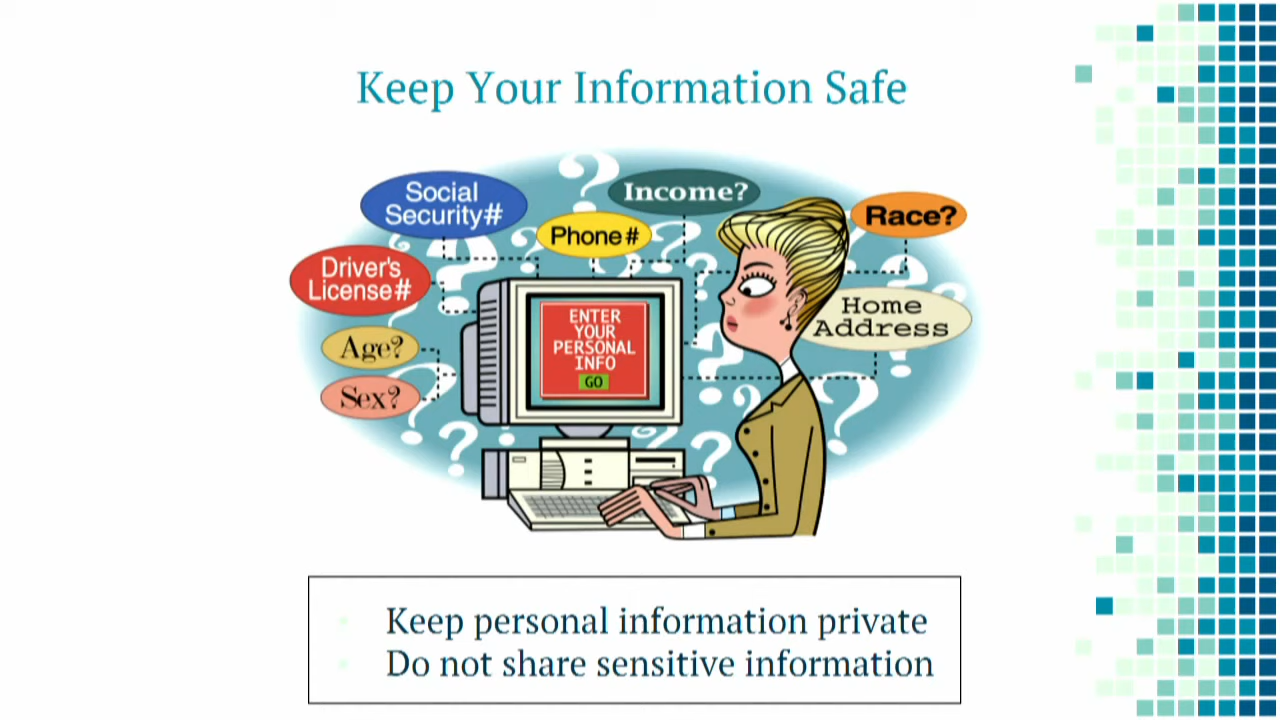 Keep Your Information Safe
Social
Security#
Income?
Phone#
Race?
Driver's
License#
Home
Address
Age?
Sex?
ENTER
YOUR
PERSONAL
INFO
GO
Keep personal information private
Do not share sensitive information